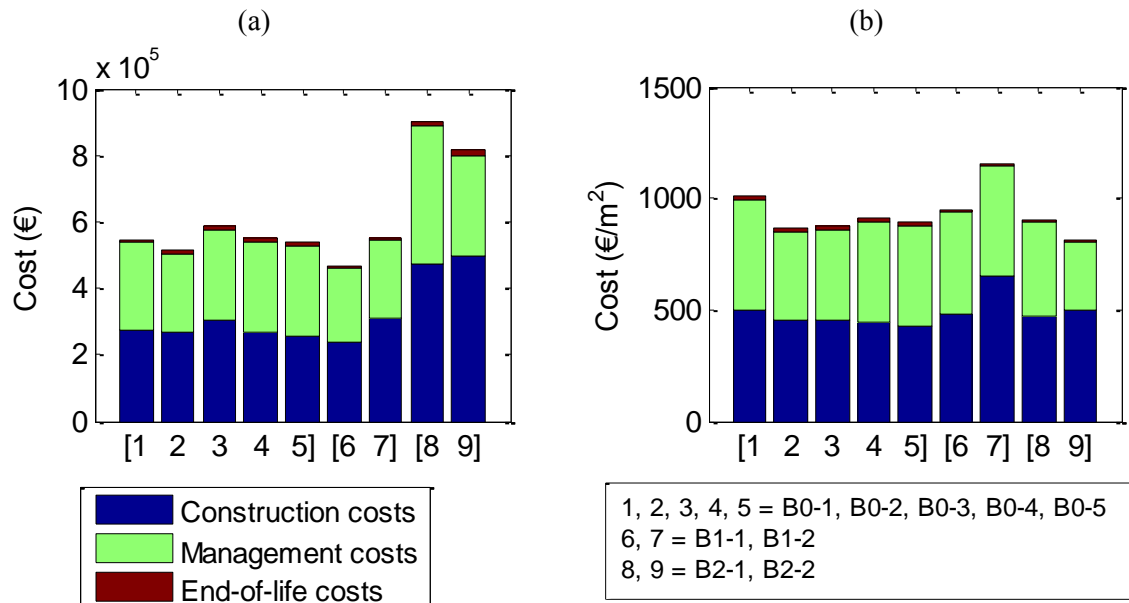 (a)
x 10^5
10
8
6
4
2
0
Cost (€)
[1 2 3 4 5] [6 7] [8 9]
Construction costs
Management costs
End-of-life costs
(b)
1500
1000
500
0
Cost (€/m²)
[1 2 3 4 5] [6 7] [8 9]
1, 2, 3, 4, 5 = B0-1, B0-2, B0-3, B0-4, B0-5
6, 7 = B1-1, B1-2
8, 9 = B2-1, B2-2